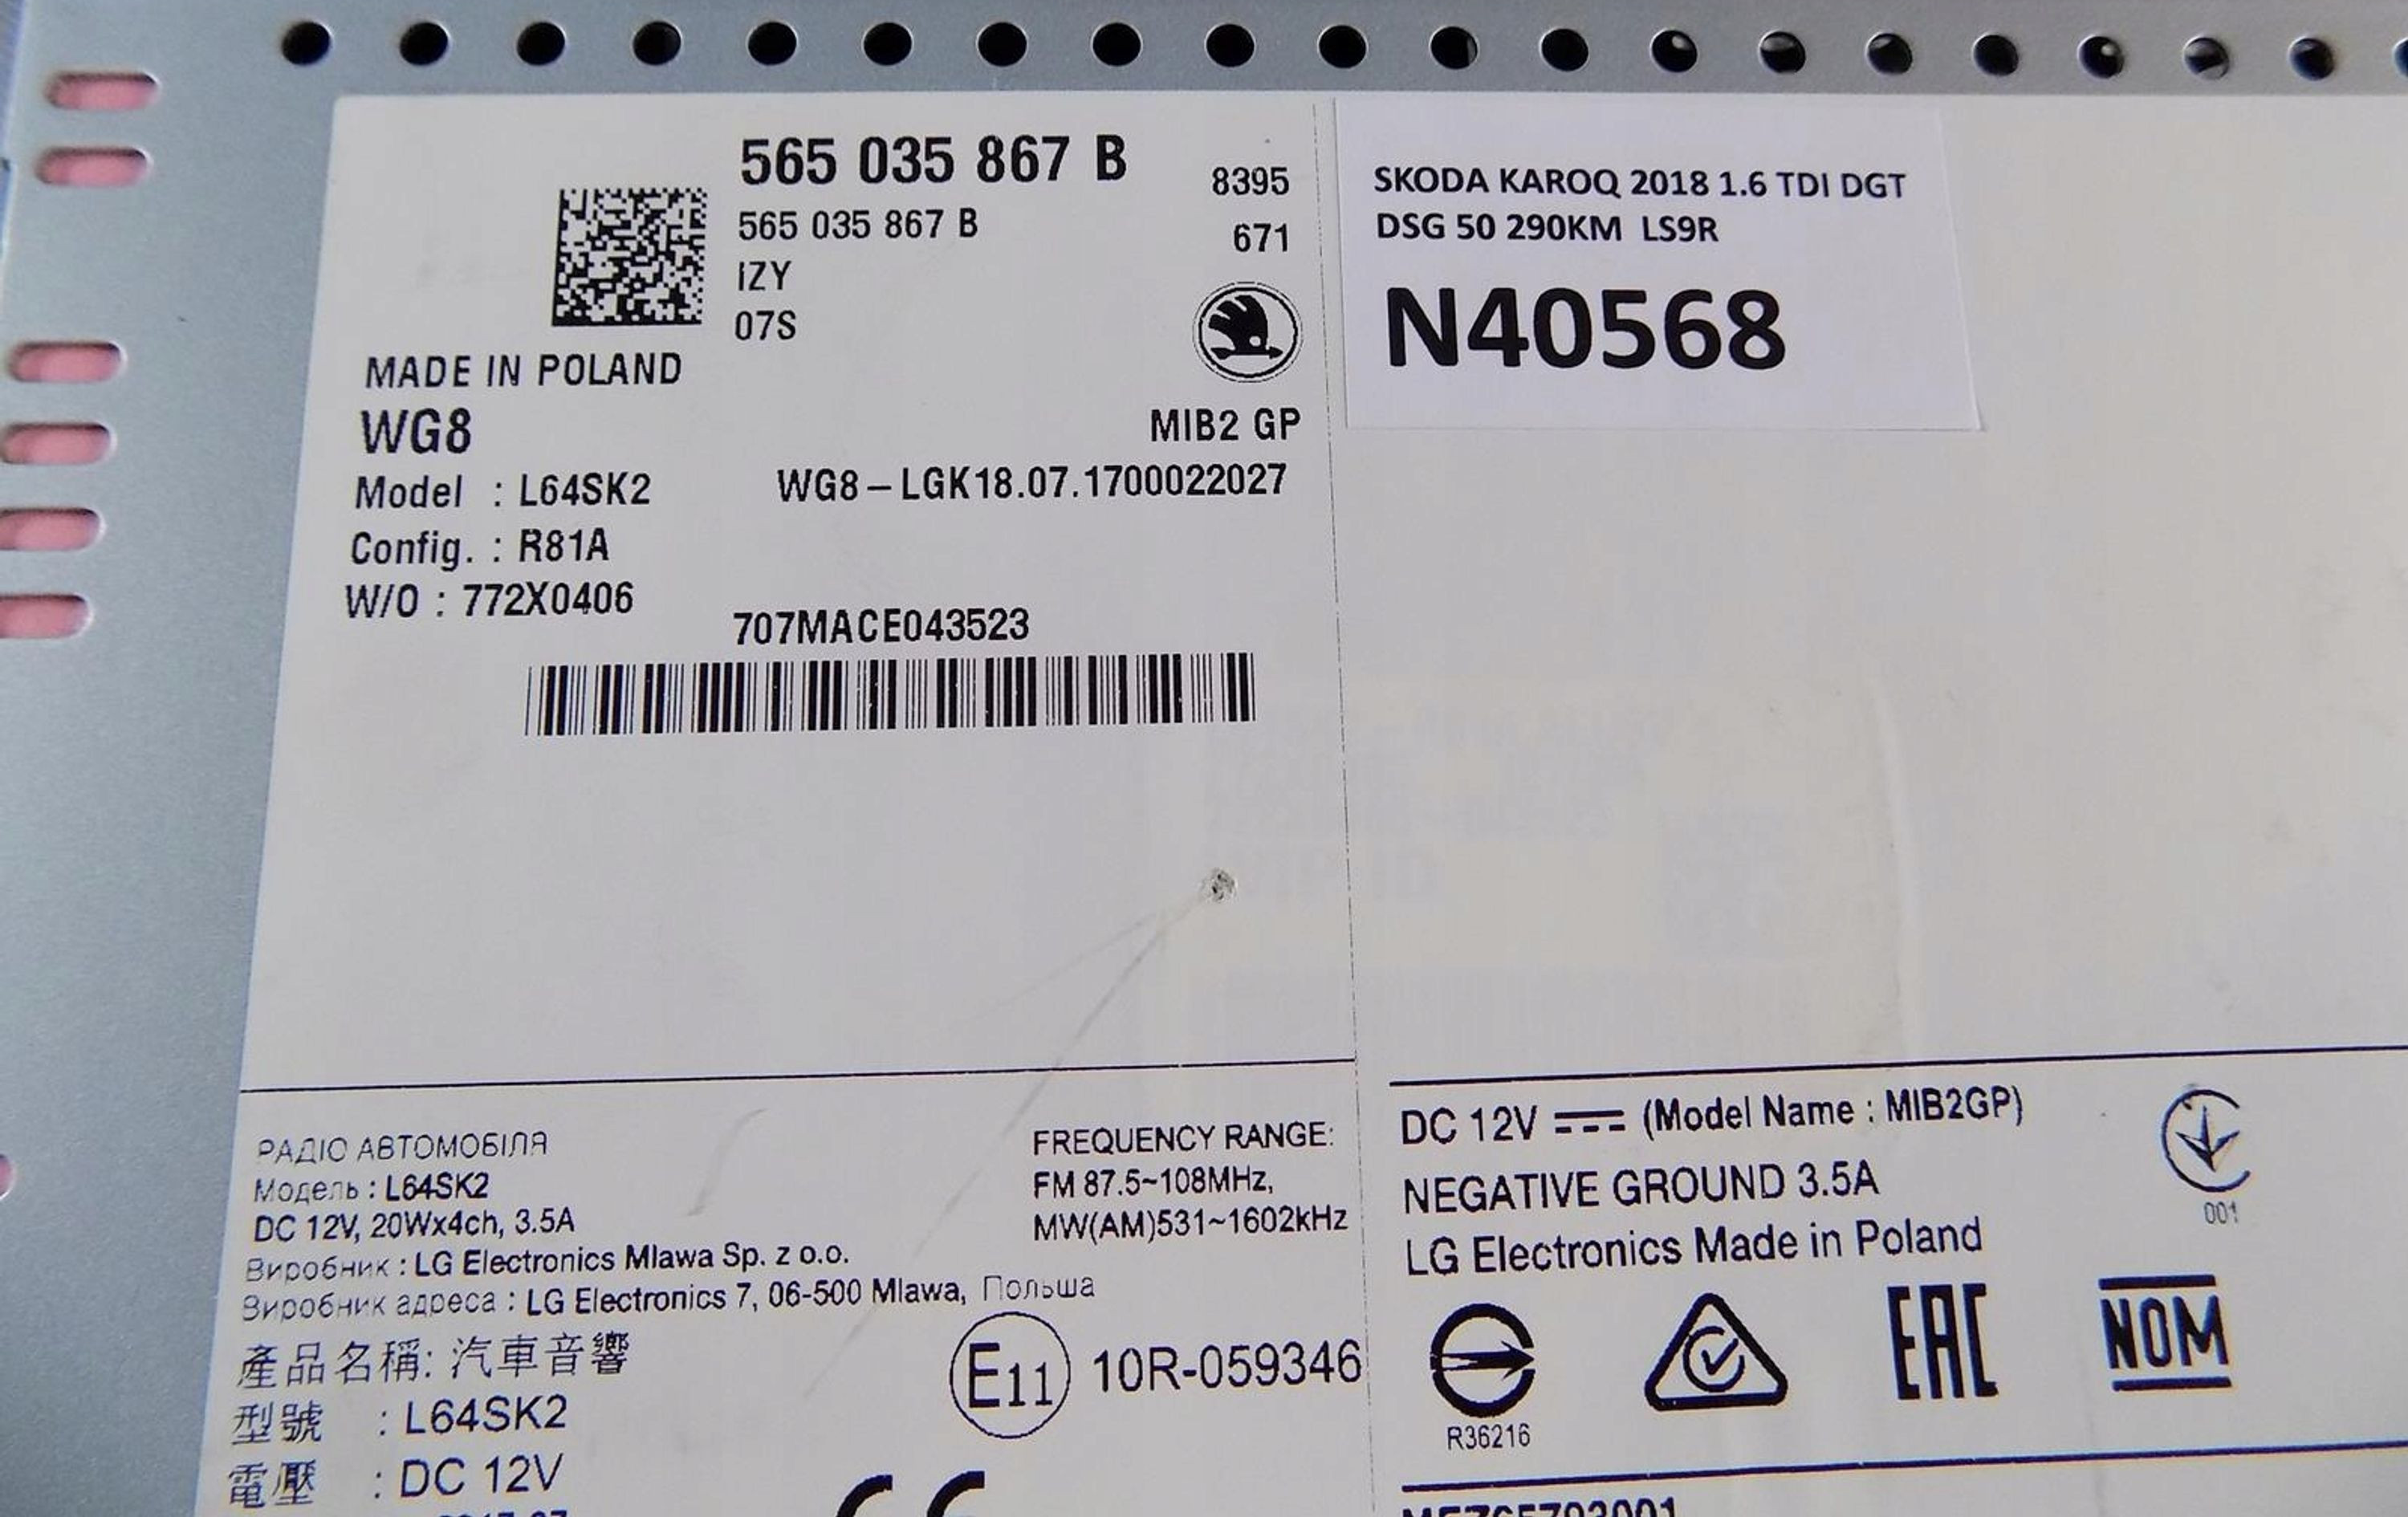 565 035 867 B
565 035 867 B
IZY
07S
8395
671
MADE IN POLAND
WG8
MIB2 GP
Model : L64SK2
WG8-LGK18.07.1700022027
Config. : R81A
W/O : 772X0406
707MACE043523
SKODA KAROQ 2018 1.6 TDI DGT
DSG 50 290KM LS9R
N40568
РАДІО АВТОМОБІЛЯ
Модель : L64SK2
DC 12V, 20Wx4ch, 3.5A
Виробник : LG Electronics Mlawa Sp. z o.o.
Виробник адреса : LG Electronics 7, 06-500 Mlawa, Польша
FREQUENCY RANGE:
FM 87.5~108MHz,
MW(AM)531~1602kHz
產品名稱: 汽車音響
型號 : L64SK2
電壓 : DC 12V
E11 10R-059346
CE
DC 12V (Model Name : MIB2GP)
NEGATIVE GROUND 3.5A
LG Electronics Made in Poland
001
R36216
EAC
NOM